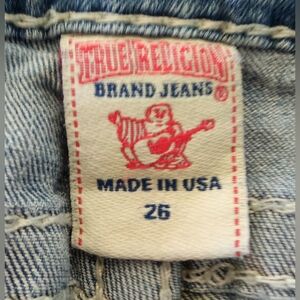 TRUE RELIGION
BRAND JEANS®
MADE IN USA
26